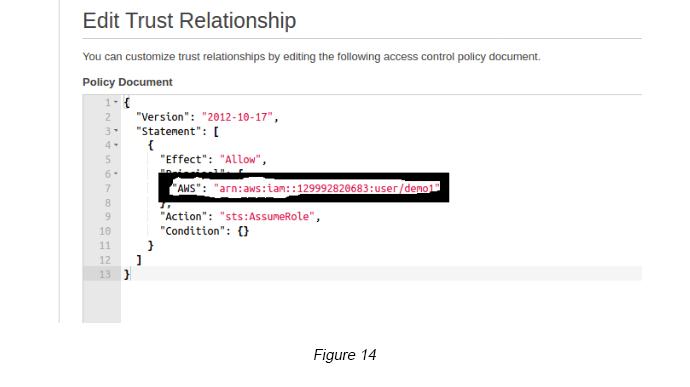 Edit Trust Relationship
You can customize trust relationships by editing the following access control policy document.
Policy Document
1 {
2 "Version": "2012-10-17",
3 "Statement": [
4 {
5 "Effect": "Allow",
6 "Principal": {
7 "AWS": "arn:aws:iam::129992820683:user/demo1"
8 },
9 "Action": "sts:AssumeRole",
10 "Condition": {}
11 }
12 ]
13 }
Figure 14